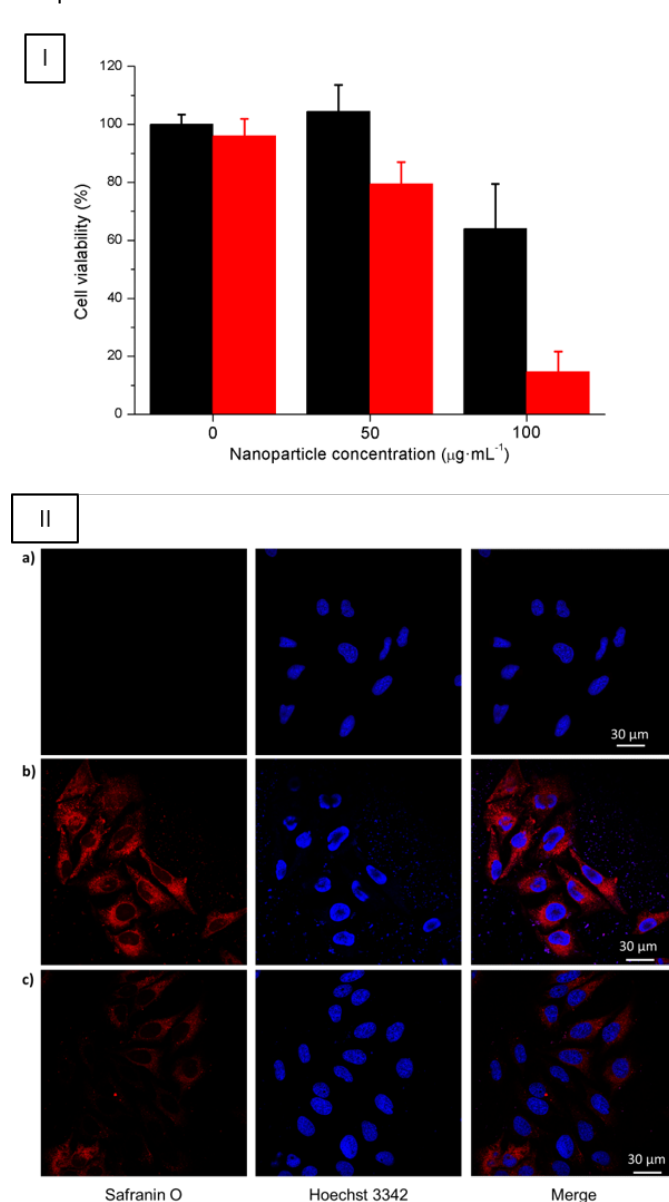 I
120
100
80
60
40
20
0
Cell vialability (%)
0 50 100
Nanoparticle concentration (μg·mL⁻¹)
II
a)
30 μm
b)
30 μm
c)
30 μm
Safranin O Hoechst 3342 Merge